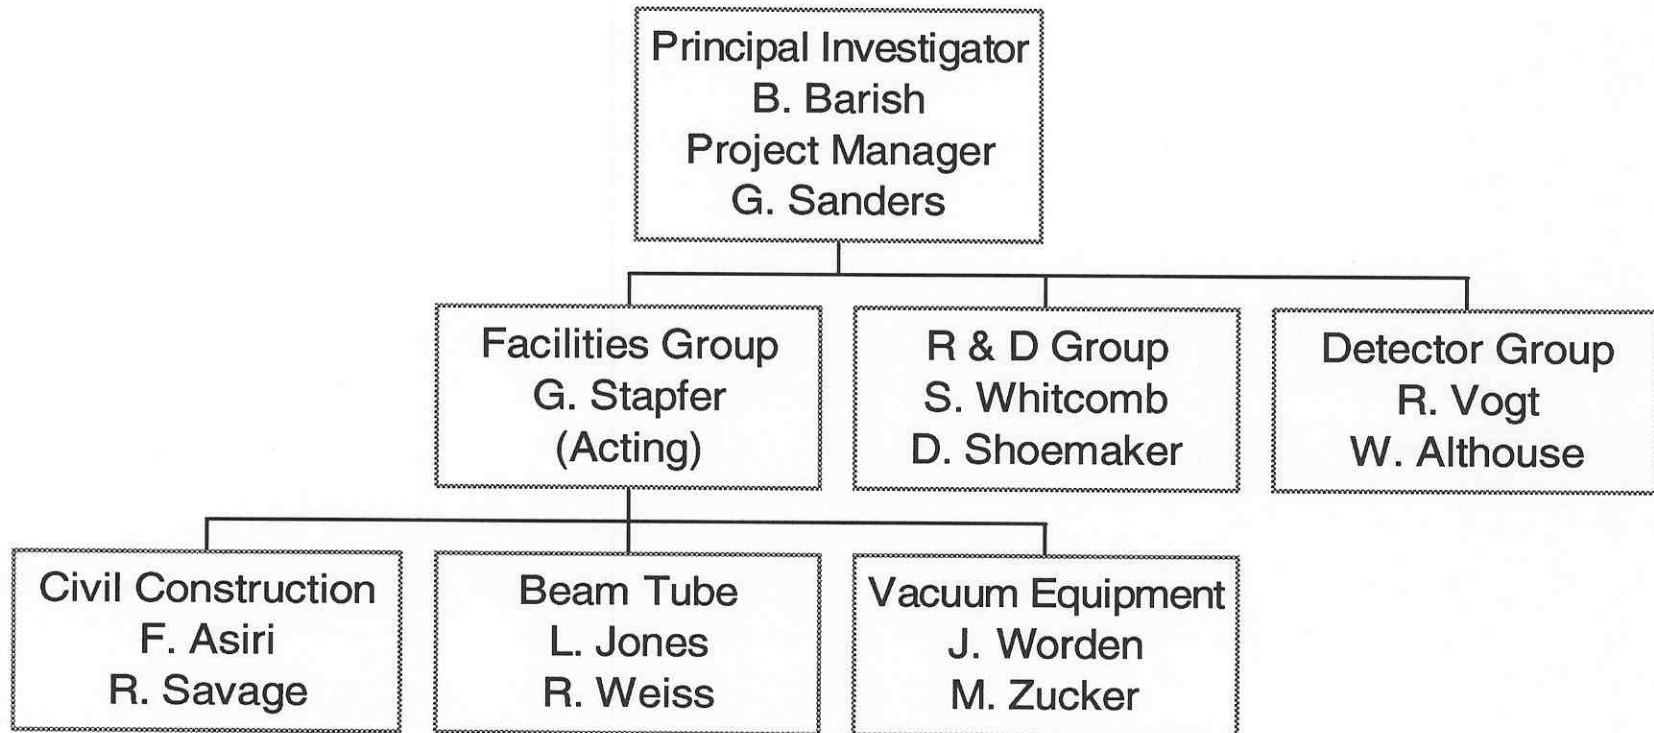 Principal Investigator
B. Barish
Project Manager
G. Sanders
Facilities Group
G. Stapfer
(Acting)
R & D Group
S. Whitcomb
D. Shoemaker
Detector Group
R. Vogt
W. Althouse
Civil Construction
F. Asiri
R. Savage
Beam Tube
L. Jones
R. Weiss
Vacuum Equipment
J. Worden
M. Zucker